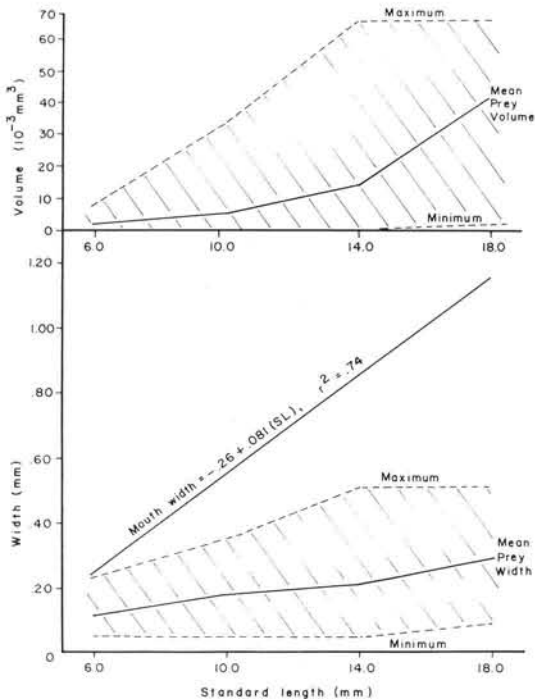 70
60
50
40
30
20
10
0
Volume (10⁻³mm³)
Maximum
Mean
Prey
Volume
Minimum
6.0 10.0 14.0 18.0
1.20
1.00
.80
.60
.40
.20
0
Width (mm)
Mouth width = -.26 + .081 (SL), r² = .74
Maximum
Mean
Prey
Width
Minimum
6.0 10.0 14.0 18.0
Standard length (mm)